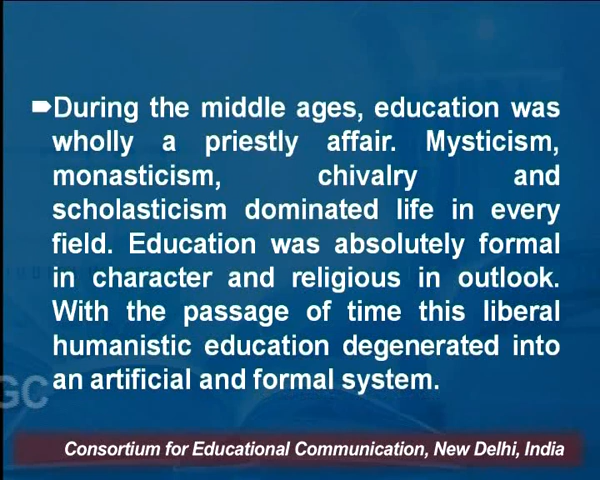 During the middle ages, education was
wholly a priestly affair. Mysticism,
monasticism, chivalry and
scholasticism dominated life in every
field. Education was absolutely formal
in character and religious in outlook.
With the passage of time this liberal
humanistic education degenerated into
an artificial and formal system.
GC
Consortium for Educational Communication, New Delhi, India